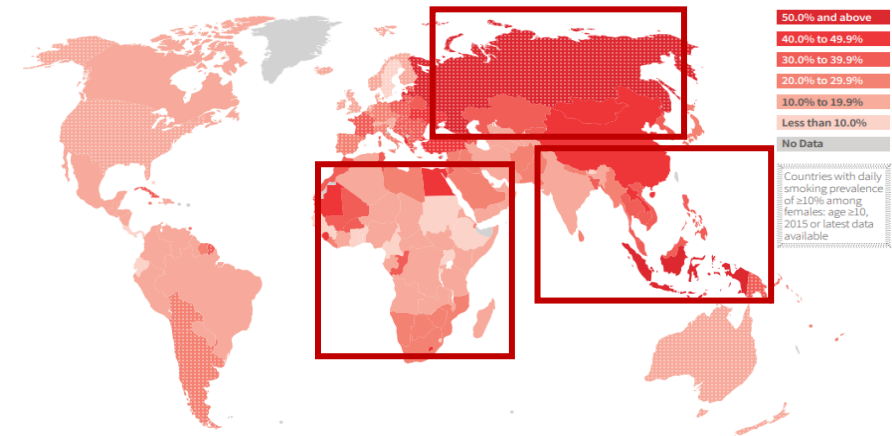 50.0% and above
40.0% to 49.9%
30.0% to 39.9%
20.0% to 29.9%
10.0% to 19.9%
Less than 10.0%
No Data
Countries with daily
smoking prevalence
of ≥10% among
females: age ≥10,
2015 or latest data
available